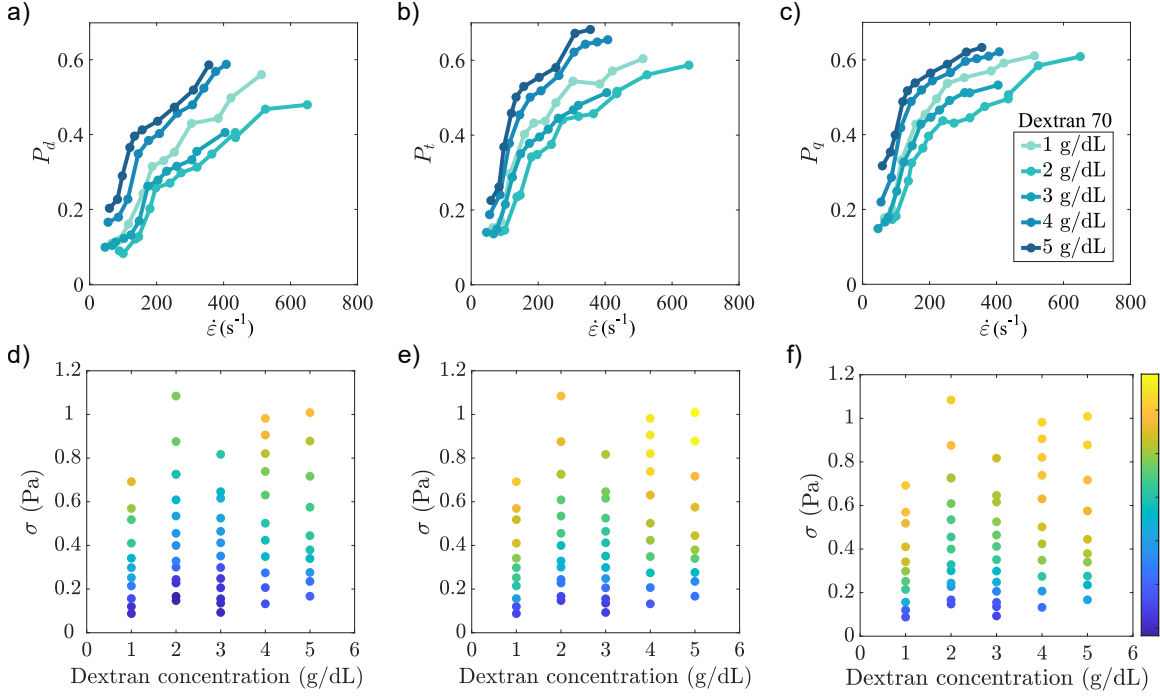 a)
b)
c)
P_d
0.6
0.4
0.2
0
0 200 400 600 800
ε̇ (s⁻¹)
P_t
0.6
0.4
0.2
0
0 200 400 600 800
ε̇ (s⁻¹)
P_q
0.6
0.4
0.2
0
0 200 400 600 800
ε̇ (s⁻¹)
Dextran 70
1 g/dL
2 g/dL
3 g/dL
4 g/dL
5 g/dL
d)
e)
f)
σ (Pa)
1.2
1
0.8
0.6
0.4
0.2
0
0 1 2 3 4 5 6
Dextran concentration (g/dL)
σ (Pa)
1.2
1
0.8
0.6
0.4
0.2
0
0 1 2 3 4 5 6
Dextran concentration (g/dL)
σ (Pa)
1.2
1
0.8
0.6
0.4
0.2
0
0 1 2 3 4 5 6
Dextran concentration (g/dL)